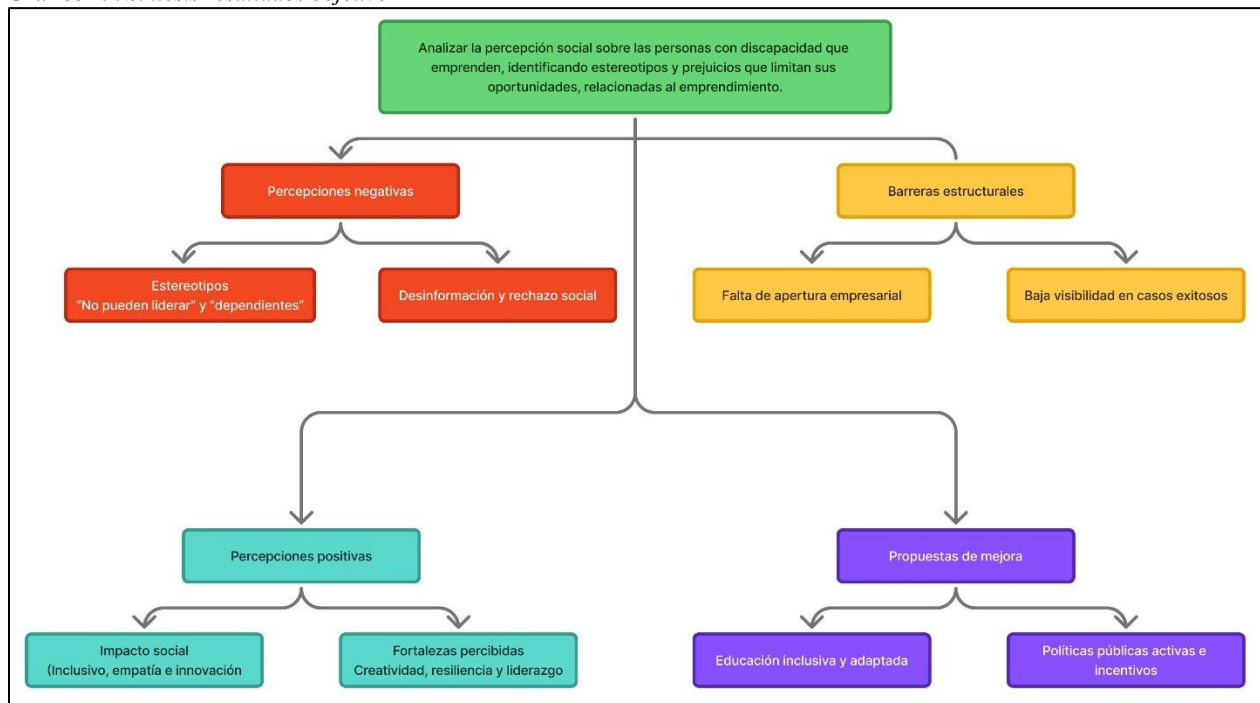 Analizar la percepción social sobre las personas con discapacidad que
emprenden, identificando estereotipos y prejuicios que limitan sus
oportunidades, relacionadas al emprendimiento.
Percepciones negativas
Barreras estructurales
Estereotipos
"No pueden liderar" y "dependientes"
Desinformación y rechazo social
Falta de apertura empresarial
Baja visibilidad en casos exitosos
Percepciones positivas
Propuestas de mejora
Impacto social
(Inclusivo, empatía e innovación
Fortalezas percibidas
Creatividad, resiliencia y liderazgo
Educación inclusiva y adaptada
Políticas públicas activas e
incentivos